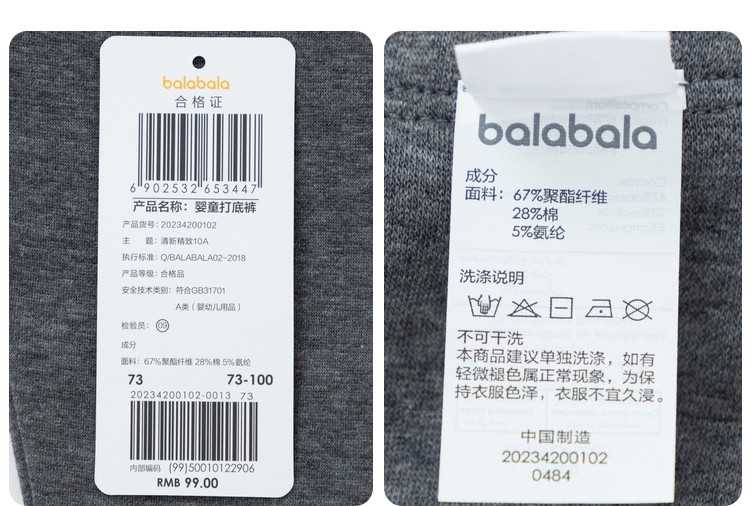 balabala
合格证
6 902532 653447
产品名称：婴童打底裤
产品货号：20234200102
主 题：清新精致10A
执行标准：Q/BALABALA02-2018
产品等级：合格品
安全技术类别：符合GB31701
A类（婴幼儿用品）
检验员：09
成分
面料：67%聚酯纤维 28%棉 5%氨纶
73 73-100
20234200102-0013 73
内部编码 (99)50010122906
RMB 99.00
balabala
成分
面料：67%聚酯纤维
28%棉
5%氨纶
洗涤说明
不可干洗
本商品建议单独洗涤，如有
轻微褪色属正常现象，为保
持衣服色泽，衣服不宜久浸。
中国制造
20234200102
0484